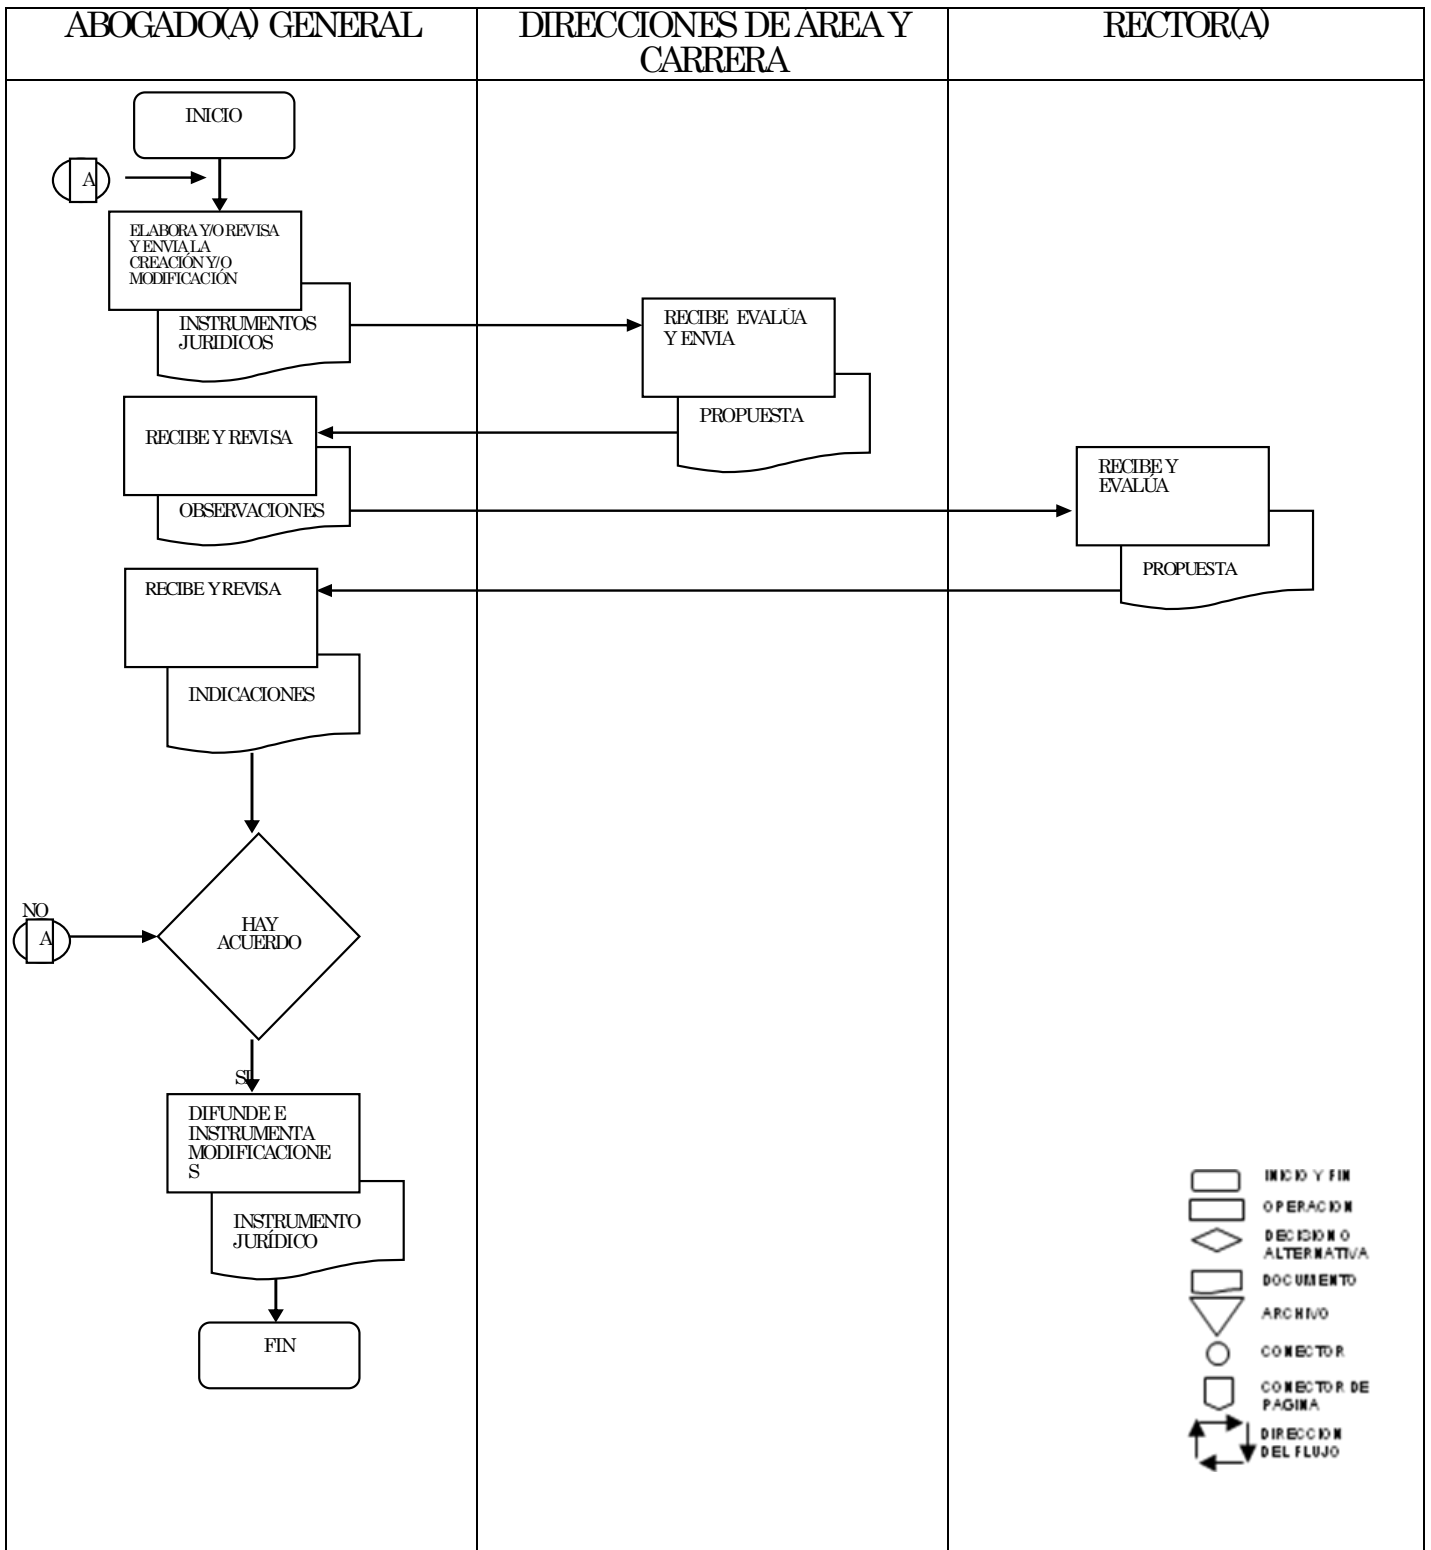 ABOGADO(A) GENERAL
DIRECCIONES DE AREA Y
CARRERA
RECTOR(A)
INICIO
A
ELABORA Y/O REVISA
Y ENVIA LA
CREACIÓN Y/O
MODIFICACIÓN
INSTRUMENTOS
JURIDICOS
RECIBE EVALÚA
Y ENVIA
PROPUESTA
RECIBE Y REVISA
OBSERVACIONES
RECIBE Y
EVALÚA
PROPUESTA
RECIBE Y REVISA
INDICACIONES
HAY
ACUERDO
NO
A
SI
DIFUNDE E
INSTRUMENTA
MODIFICACIONE
S
INSTRUMENTO
JURÍDICO
FIN
INICIO Y FIN
OPERACION
DECISION O
ALTERNATIVA
DOCUMENTO
ARCHIVO
CONECTOR
CONECTOR DE
PAGINA
DIRECCION
DEL FLUJO